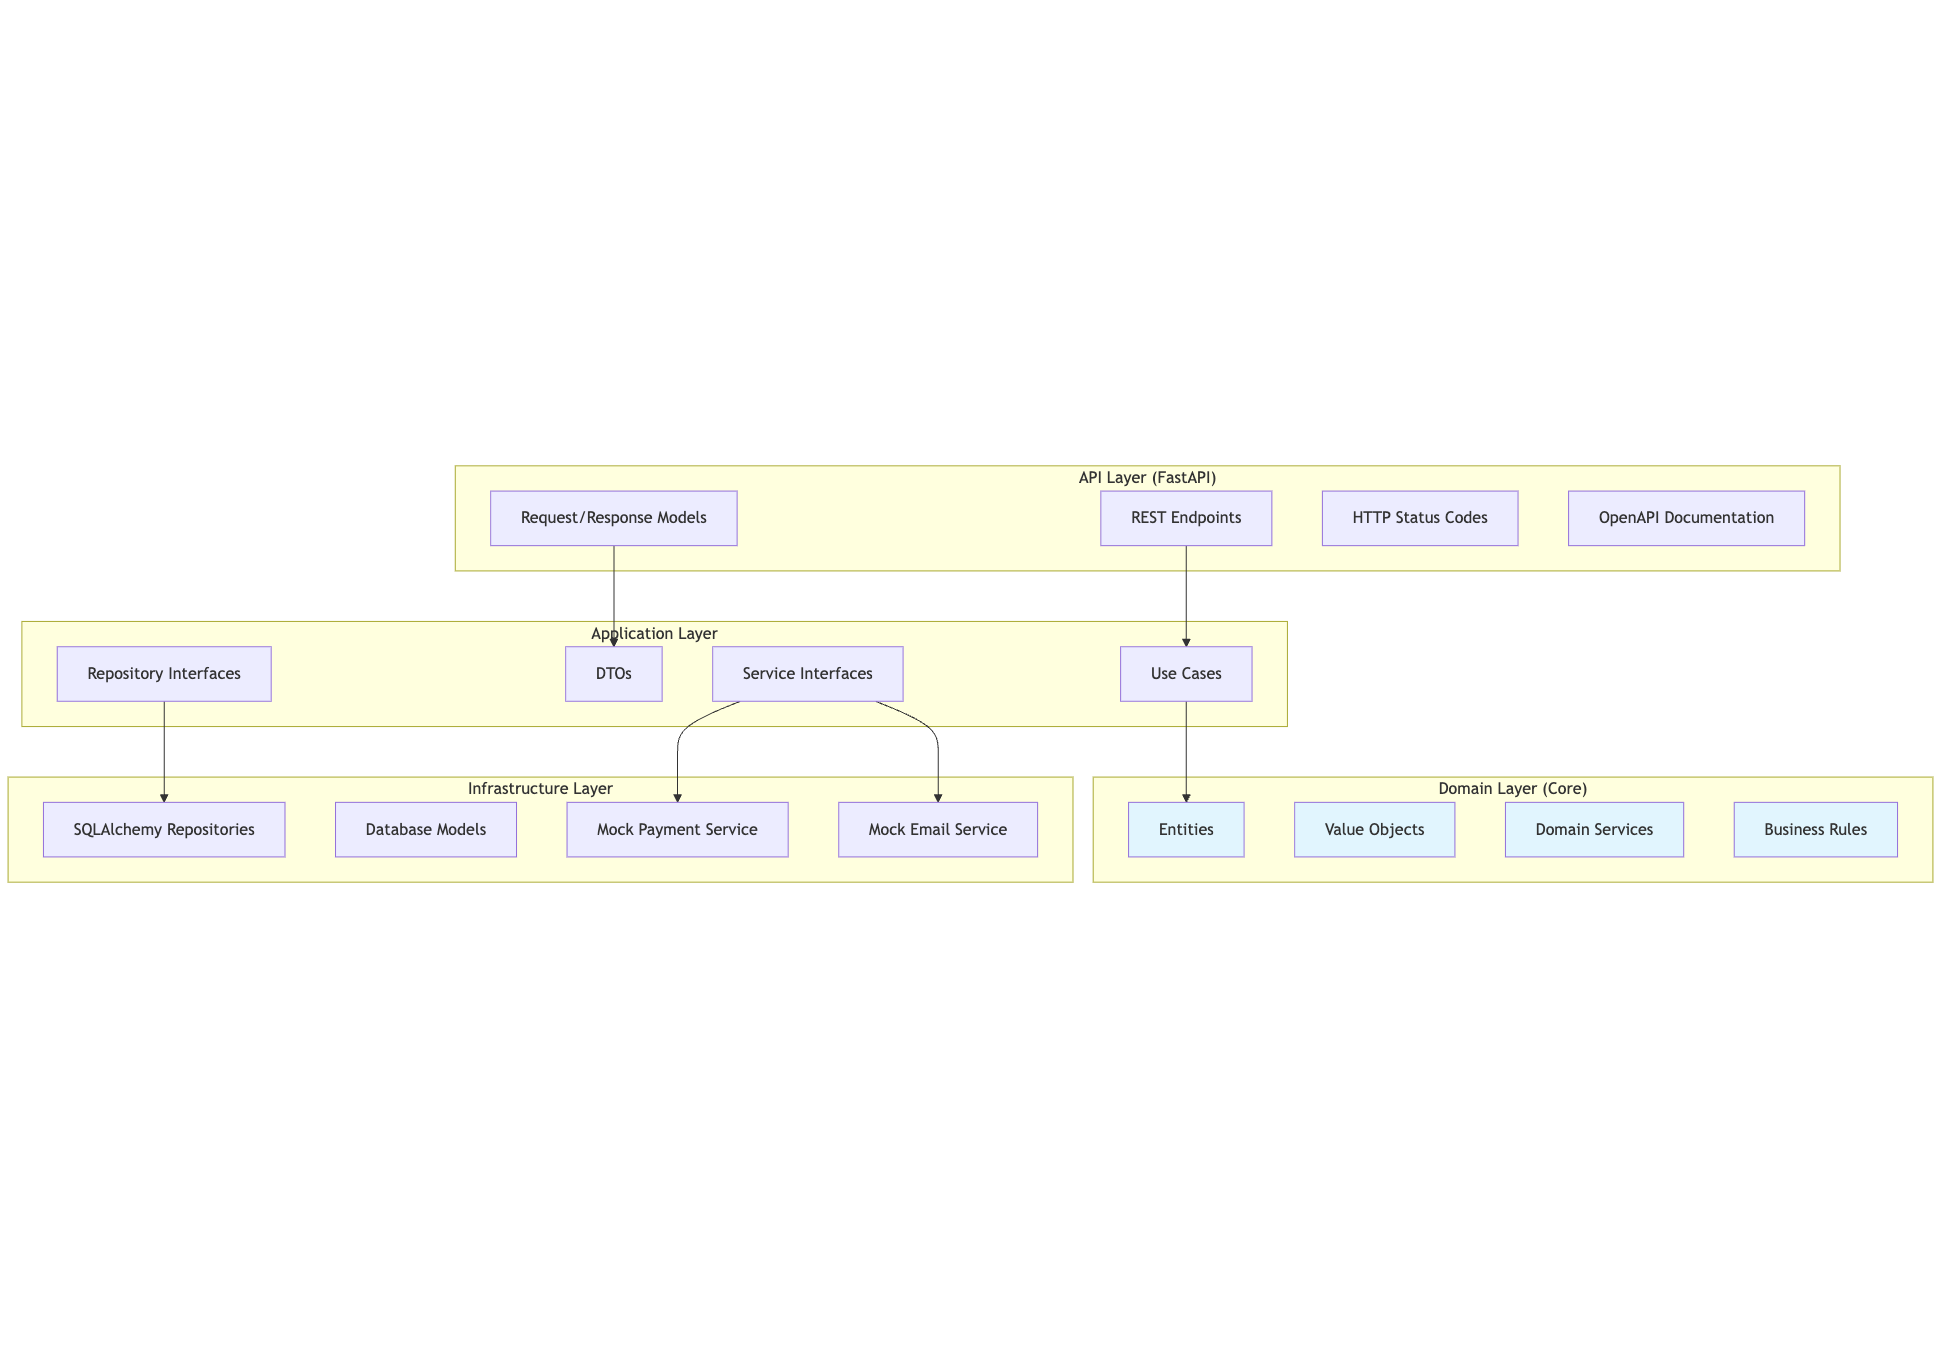 API Layer (FastAPI)
Request/Response Models
REST Endpoints
HTTP Status Codes
OpenAPI Documentation
Application Layer
Repository Interfaces
DTOs
Service Interfaces
Use Cases
Infrastructure Layer
SQLAlchemy Repositories
Database Models
Mock Payment Service
Mock Email Service
Domain Layer (Core)
Entities
Value Objects
Domain Services
Business Rules